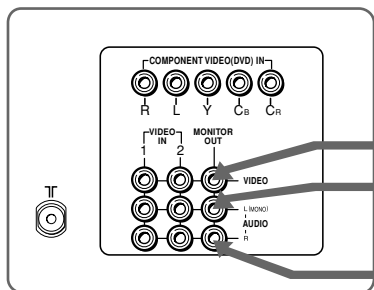 COMPONENT VIDEO(DVD) IN
R L Y CB CR
VIDEO IN MONITOR OUT
1 2
VIDEO
L (MONO)
AUDIO
R